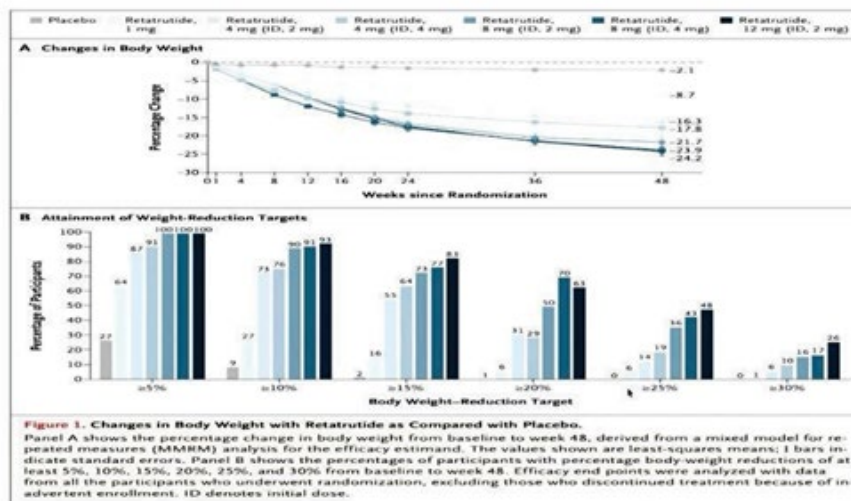 Placebo Retatrutide, 1 mg Retatrutide, 4 mg (ID, 2 mg) Retatrutide, 4 mg (ID, 4 mg) Retatrutide, 8 mg (ID, 2 mg) Retatrutide, 8 mg (ID, 4 mg) Retatrutide, 12 mg (ID, 2 mg)
A Changes in Body Weight
Percentage Change
0
-5
-10
-15
-20
-25
-30
-2.1
-8.7
-16.3
-17.8
-21.7
-23.9
-24.2
0 1 4 8 12 16 20 24 36 48
Weeks since Randomization
B Attainment of Weight-Reduction Targets
Percentage of Participants
100
90
80
70
60
50
40
30
20
10
0
27 64 87 91 100 100 100
9 27 73 76 90 91 93
2 16 55 64 73 77 83
1 6 31 29 50 70 63
0 6 14 19 36 43 48
0 1 6 10 16 17 26
≥5% ≥10% ≥15% ≥20% ≥25% ≥30%
Body Weight–Reduction Target
Figure 1. Changes in Body Weight with Retatrutide as Compared with Placebo.
Panel A shows the percentage change in body weight from baseline to week 48, derived from a mixed model for re-
peated measures (MMRM) analysis for the efficacy estimand. The values shown are least-squares means; I bars in-
dicate standard errors. Panel B shows the percentages of participants with percentage body-weight reductions of at
least 5%, 10%, 15%, 20%, 25%, and 30% from baseline to week 48. Efficacy end points were analyzed with data
from all the participants who underwent randomization, excluding those who discontinued treatment because of in-
advertent enrollment. ID denotes initial dose.